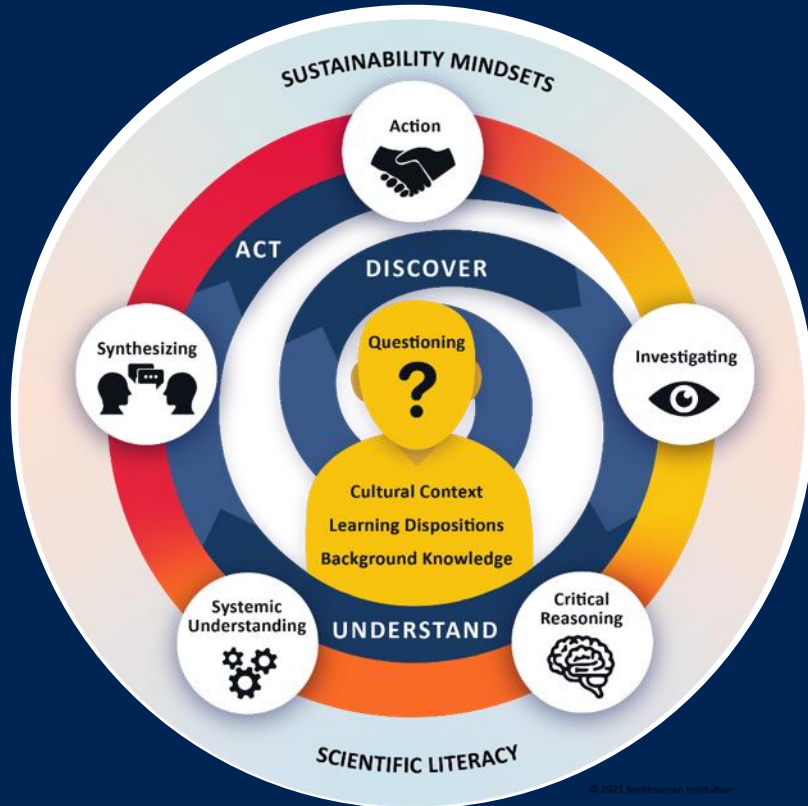 SUSTAINABILITY MINDSETS
Action
ACT
DISCOVER
Synthesizing
Questioning
?
Investigating
Cultural Context
Learning Dispositions
Background Knowledge
Systemic
Understanding
UNDERSTAND
Critical
Reasoning
SCIENTIFIC LITERACY
© 2021 Smithsonian Institution